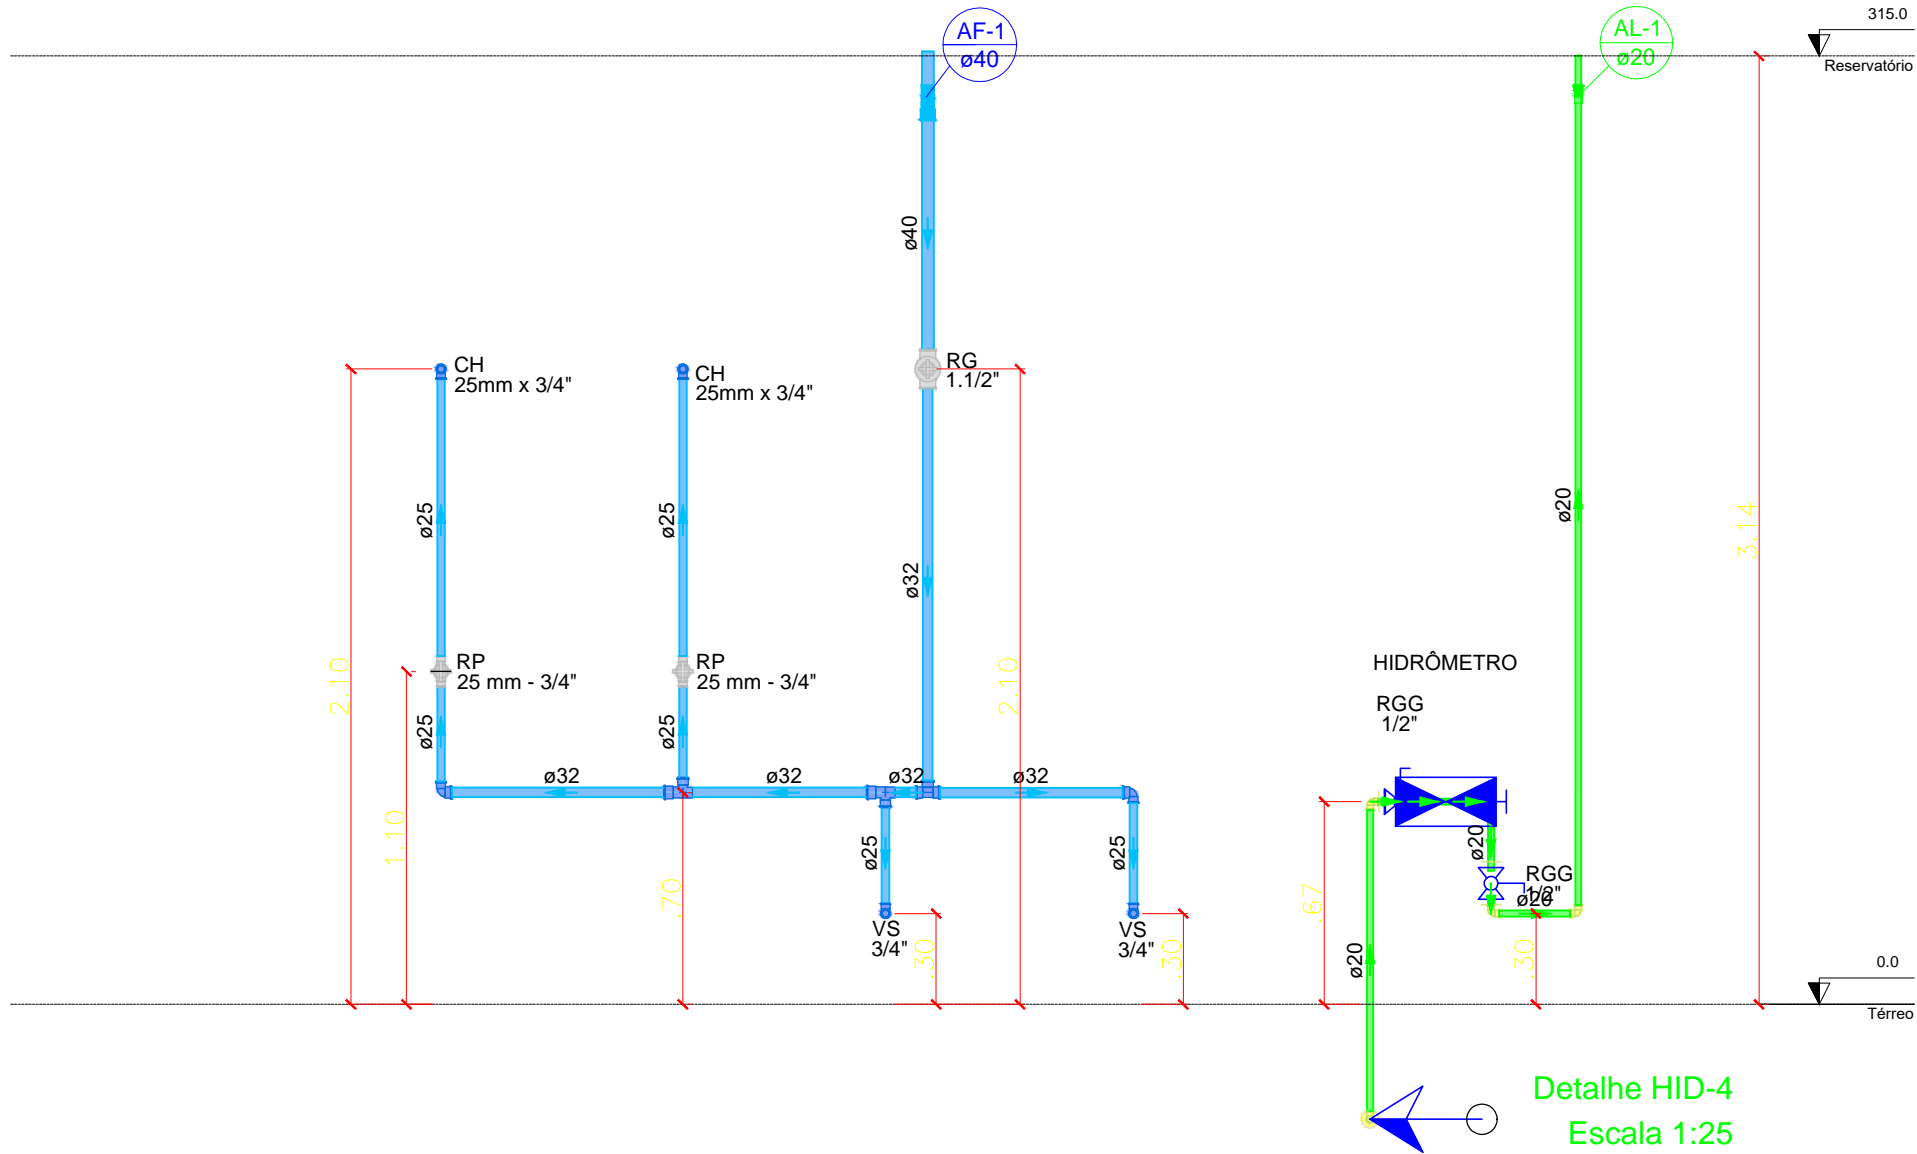 315.0
AF-1
ø40
AL-1
ø20
Reservatório
ø40
CH
25mm x 3/4"
CH
25mm x 3/4"
RG
1.1/2"
ø25
ø25
ø20
3.14
ø32
RP
25 mm - 3/4"
RP
25 mm - 3/4"
HIDRÔMETRO
2.10
2.10
RGG
1/2"
ø25
ø25
ø32
ø32
ø32
ø32
1.10
ø25
ø25
ø20
.70
.67
RGG
1/2"
ø20
VS
3/4"
.30
VS
3/4"
.30
ø20
.30
0.0
Térreo
Detalhe HID-4
Escala 1:25